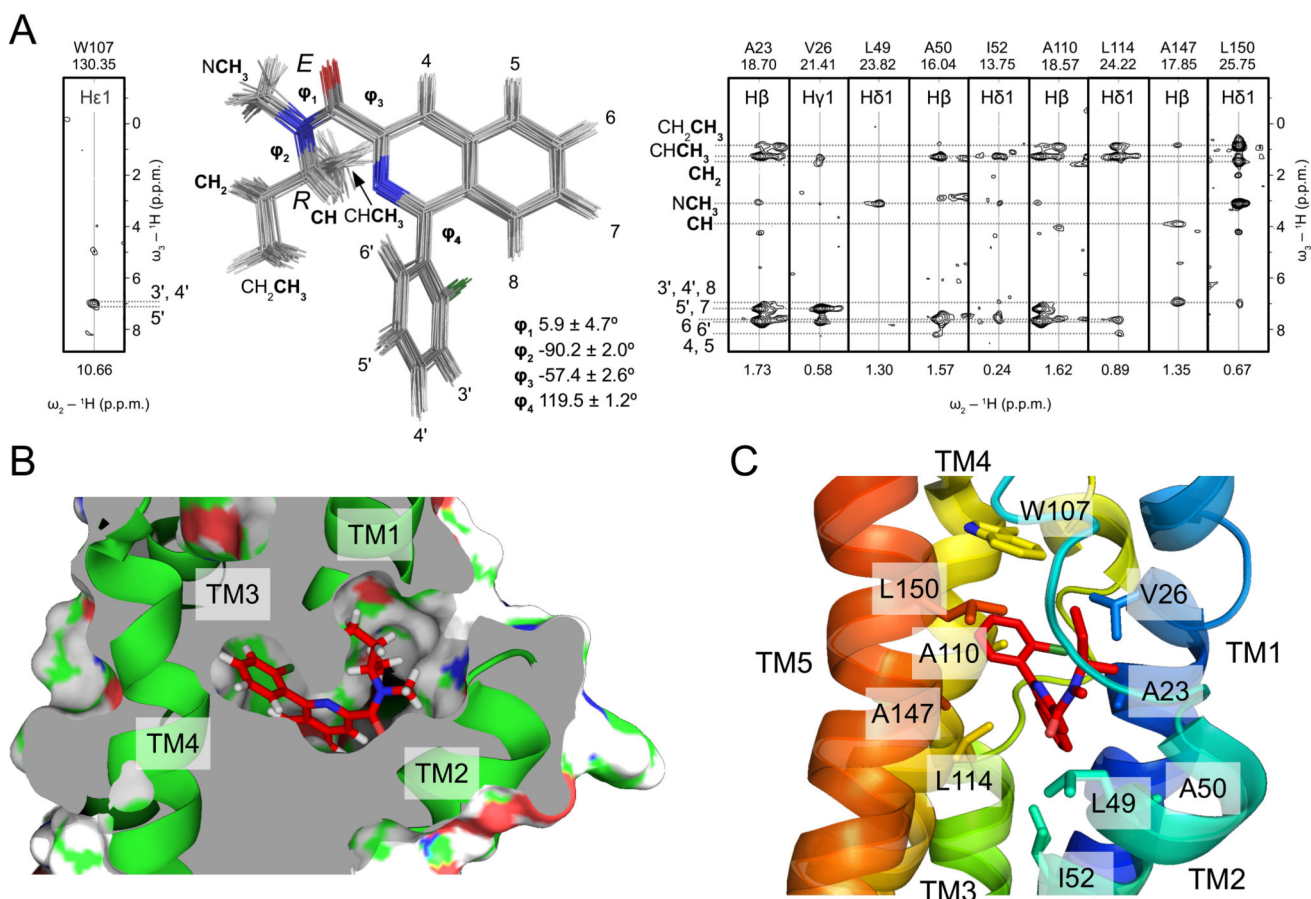 A
W107
130.35
Hε1
0
2
4
6
8
ω₃ – ¹H (p.p.m.)
3', 4'
5'
10.66
ω₂ – ¹H (p.p.m.)
NCH₃
E
φ₁
φ₃
4
5
6
φ₂
CH₂
R
CH
CHCH₃
7
φ₄
6'
8
CH₂CH₃
5'
3'
4'
φ₁ 5.9 ± 4.7º
φ₂ -90.2 ± 2.0º
φ₃ -57.4 ± 2.6º
φ₄ 119.5 ± 1.2º
A23 V26 L49 A50 I52 A110 L114 A147 L150
18.70 21.41 23.82 16.04 13.75 18.57 24.22 17.85 25.75
Hβ Hγ1 Hδ1 Hβ Hδ1 Hβ Hδ1 Hβ Hδ1
CH₂CH₃
CHCH₃
CH₂
NCH₃
CH
3', 4', 8
5', 7
6 6'
4, 5
0
2
4
6
8
ω₃ – ¹H (p.p.m.)
1.73 0.58 1.30 1.57 0.24 1.62 0.89 1.35 0.67
ω₂ – ¹H (p.p.m.)
B
TM1
TM3
TM4
TM2
C
TM4
W107
L150
V26
TM5
A110
TM1
A23
A147
L114
L49
A50
I52
TM3
TM2